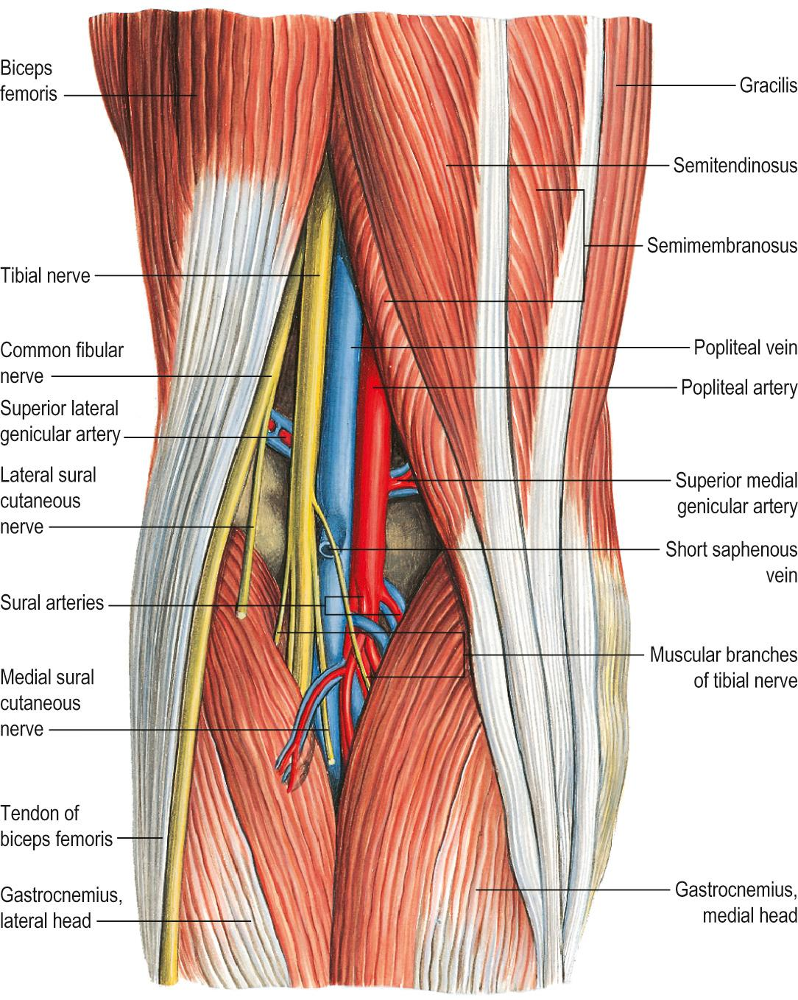 Biceps
femoris
Tibial nerve
Common fibular
nerve
Superior lateral
genicular artery
Lateral sural
cutaneous
nerve
Sural arteries
Medial sural
cutaneous
nerve
Tendon of
biceps femoris
Gastrocnemius,
lateral head
Gracilis
Semitendinosus
Semimembranosus
Popliteal vein
Popliteal artery
Superior medial
genicular artery
Short saphenous
vein
Muscular branches
of tibial nerve
Gastrocnemius,
medial head